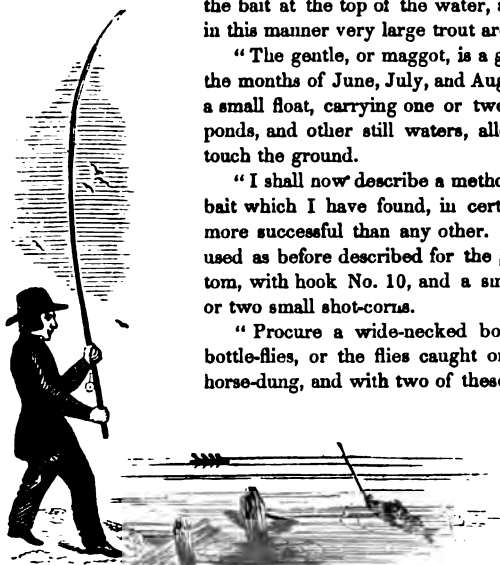 the bait at the top of the water, a
in this manner very large trout ar
“ The gentle, or maggot, is a g
the months of June, July, and Aug
a small float, carrying one or two
ponds, and other still waters, all
touch the ground.
“ I shall now describe a metho
bait which I have found, in cert
more successful than any other.
used as before described for the
tom, with hook No. 10, and a sm
or two small shot-corns.
“ Procure a wide-necked bo
bottle-flies, or the flies caught o
horse-dung, and with two of these